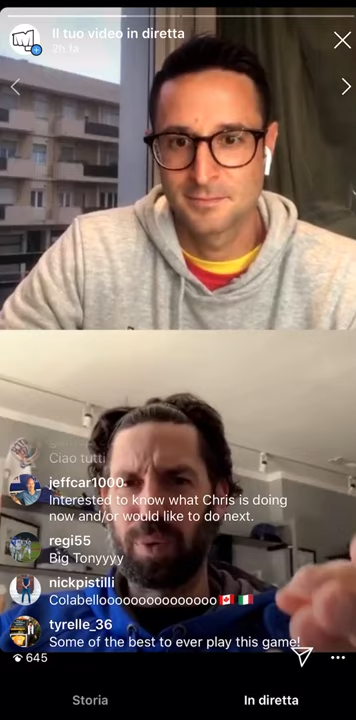 Il tuo video in diretta
2h fa
Ciao tutti
jeffcar1000
Interested to know what Chris is doing
now and/or would like to do next.
regi55
Big Tonyyyy
nickpistilli
Colabellooooooooooooooo🇨🇦🇮🇹
tyrelle_36
Some of the best to ever play this game!
645
Storia
In diretta